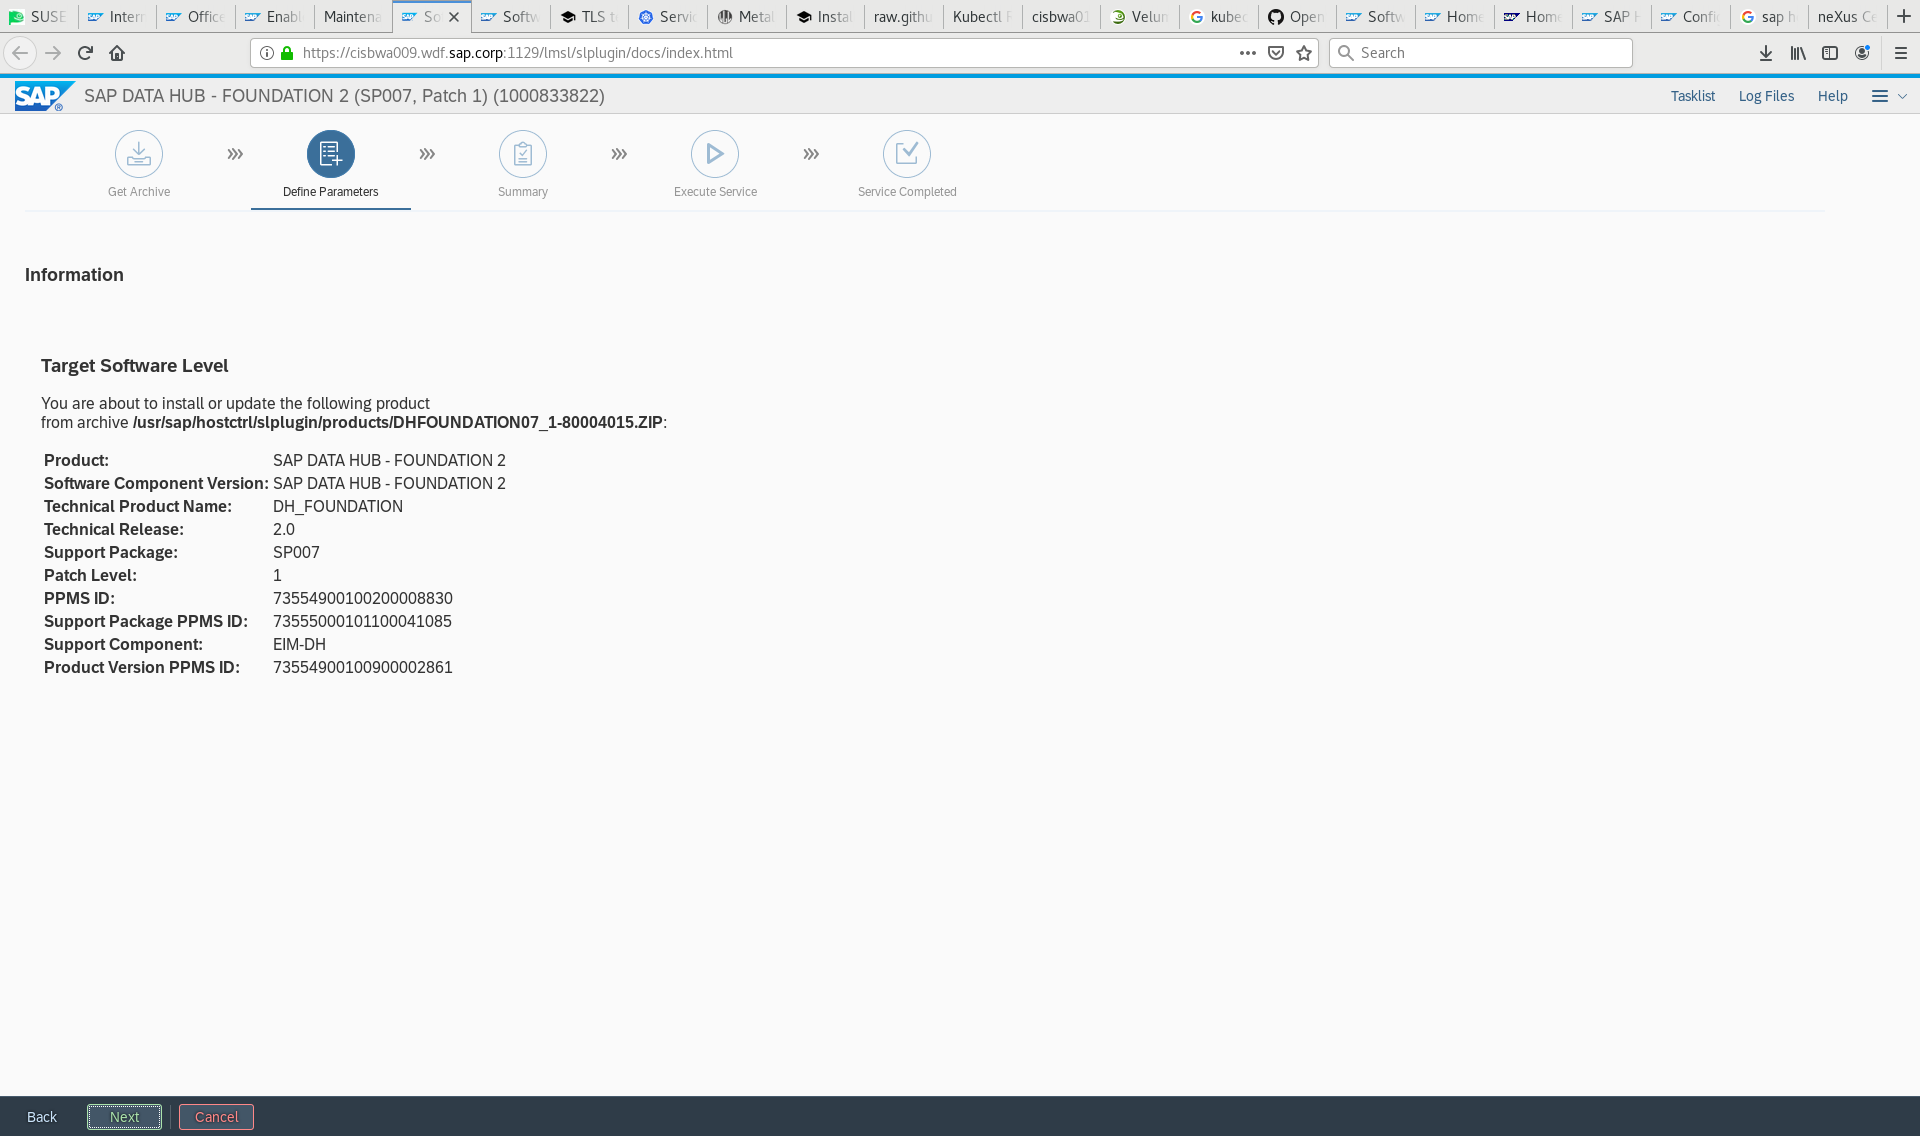 SUSE
Intern
Office
Enabl
Maintena
So
Softw
TLS t
Servic
Metal
Instal
raw.githu
Kubectl
cisbwa01
Velun
kubec
Open
Softw
Home
Home
SAP H
Confi
sap h
neXus Ce
https://cisbwa009.wdf.sap.corp:1129/lmsl/slplugin/docs/index.html
Search
SAP ®
SAP DATA HUB - FOUNDATION 2 (SP007, Patch 1) (1000833822)
Tasklist
Log Files
Help
Get Archive
Define Parameters
Summary
Execute Service
Service Completed
Information
Target Software Level
You are about to install or update the following product
from archive /usr/sap/hostctrl/slplugin/products/DHFOUNDATION07_1-80004015.ZIP:
Product: SAP DATA HUB - FOUNDATION 2
Software Component Version: SAP DATA HUB - FOUNDATION 2
Technical Product Name: DH_FOUNDATION
Technical Release: 2.0
Support Package: SP007
Patch Level: 1
PPMS ID: 73554900100200008830
Support Package PPMS ID: 73555000101100041085
Support Component: EIM-DH
Product Version PPMS ID: 73554900100900002861
Back
Next
Cancel